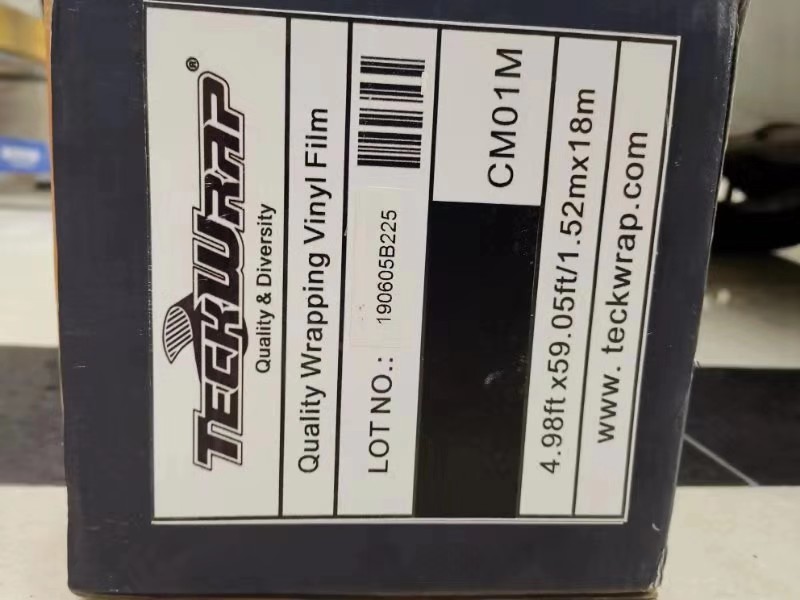 TECKWRAP®
Quality & Diversity
Quality Wrapping Vinyl Film
LOT NO.: 190605B225
CM01M
4.98ft x59.05ft/1.52mx18m
www. teckwrap.com